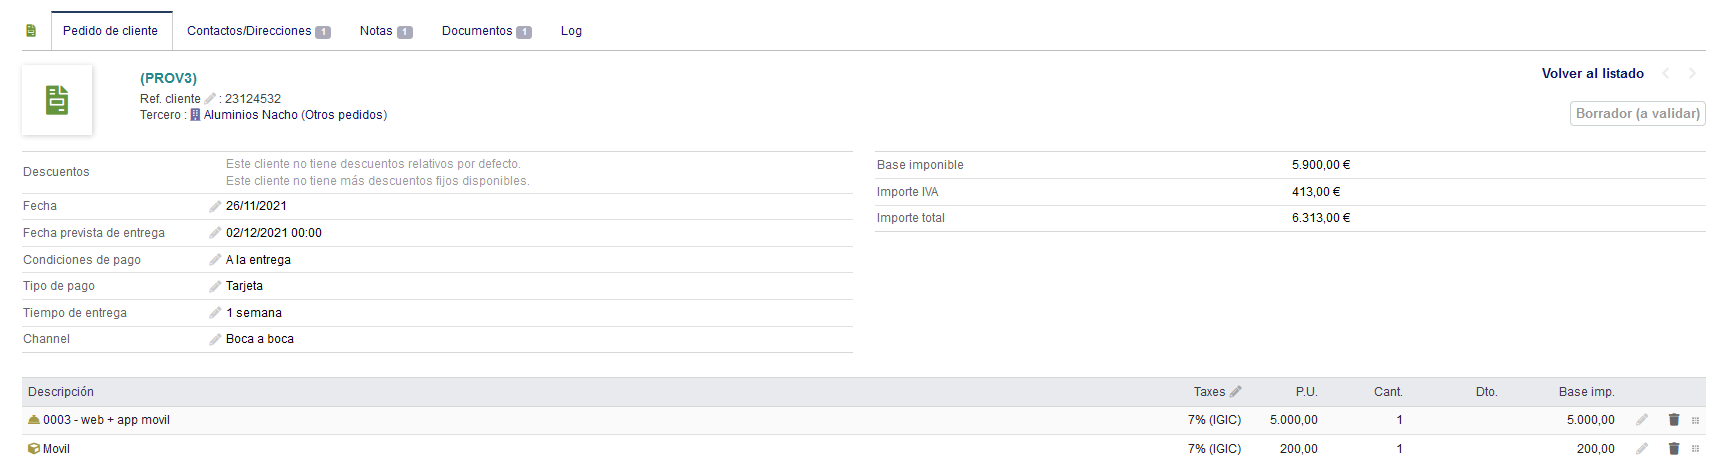 Pedido de cliente Contactos/Direcciones 1 Notas 1 Documentos 1 Log
(PROV3)
Ref. cliente : 23124532
Tercero : Aluminios Nacho (Otros pedidos)
Volver al listado
Borrador (a validar)
Descuentos Este cliente no tiene descuentos relativos por defecto.
Este cliente no tiene más descuentos fijos disponibles.
Fecha 26/11/2021
Fecha prevista de entrega 02/12/2021 00:00
Condiciones de pago A la entrega
Tipo de pago Tarjeta
Tiempo de entrega 1 semana
Channel Boca a boca
Base imponible 5.900,00 €
Importe IVA 413,00 €
Importe total 6.313,00 €
Descripción Taxes P.U. Cant. Dto. Base imp.
0003 - web + app movil 7% (IGIC) 5.000,00 1 5.000,00
Movil 7% (IGIC) 200,00 1 200,00